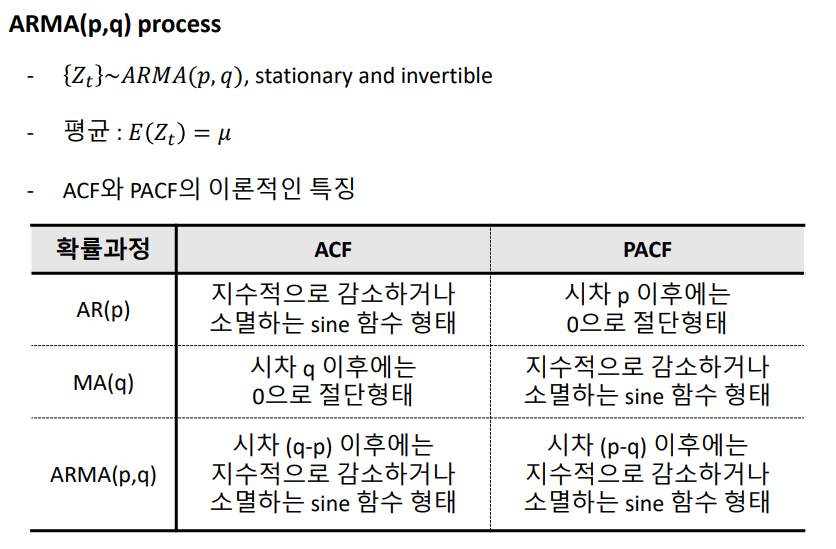 ARMA(p,q) process
- {Z_t}~ARMA(p, q), stationary and invertible
- 평균 : E(Z_t) = μ
- ACF와 PACF의 이론적인 특징
확률과정 ACF PACF
AR(p)
지수적으로 감소하거나
소멸하는 sine 함수 형태
시차 p 이후에는
0으로 절단형태
MA(q)
시차 q 이후에는
0으로 절단형태
지수적으로 감소하거나
소멸하는 sine 함수 형태
ARMA(p,q)
시차 (q-p) 이후에는
지수적으로 감소하거나
소멸하는 sine 함수 형태
시차 (p-q) 이후에는
지수적으로 감소하거나
소멸하는 sine 함수 형태